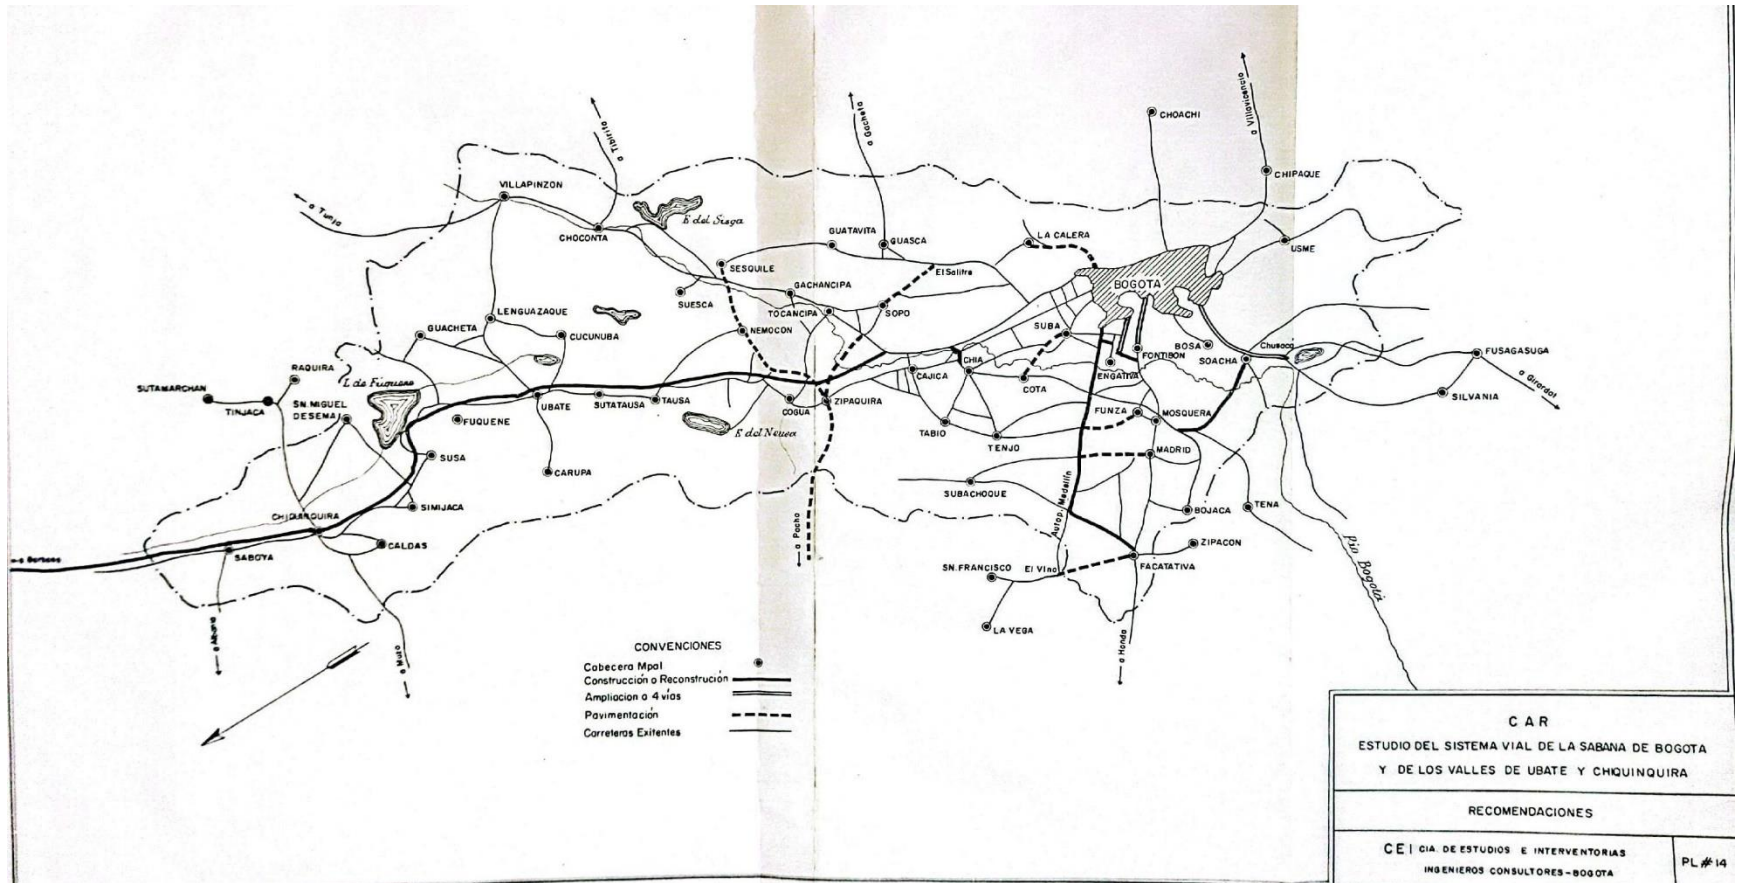 a Villavicencio
a Tibirita
a Gacheta
CHOACHI
CHIPAQUE
VILLAPINZON
a Tunja
E del Sisga
CHOCONTA
GUATAVITA
GUASCA
LA CALERA
USME
SESQUILE
El Salitre
BOGOTA
SUESCA
GACHANCIPA
TOCANCIPA
SOPO
LENGUAZAQUE
GUACHETA
CUCUNUBA
NEMOCON
SUBA
BOSA
Chusaca
FONTIBON
SOACHA
FUSAGASUGA
CHIA
ENGATIVA
RAQUIRA
L de Fuquene
CAJICA
COTA
a Girardot
SUTAMARCHAN
TINJACA
SN. MIGUEL
DESEMA
UBATE
SUTATAUSA
TAUSA
COGUA
ZIPAQUIRA
SILVANIA
FUQUENE
E del Neusa
FUNZA
MOSQUERA
TABIO
TENJO
SUSA
CARUPA
MADRID
SUBACHOQUE
SIMIJACA
BOJACA
TENA
Autop. Medellín
CHIQUINQUIRA
a Pacho
CALDAS
ZIPACON
SABOYA
SN. FRANCISCO
El Vino
FACATATIVA
Río Bogotá
LA VEGA
a Honda
a Muzo
CONVENCIONES
Cabecera Mpal
Construcción o Reconstrución
Ampliacion a 4 vías
Pavimentación
Carreteras Exitentes
CAR
ESTUDIO DEL SISTEMA VIAL DE LA SABANA DE BOGOTA
Y DE LOS VALLES DE UBATE Y CHIQUINQUIRA
RECOMENDACIONES
CEI CIA. DE ESTUDIOS E INTERVENTORIAS
INGENIEROS CONSULTORES - BOGOTA
PL # 14